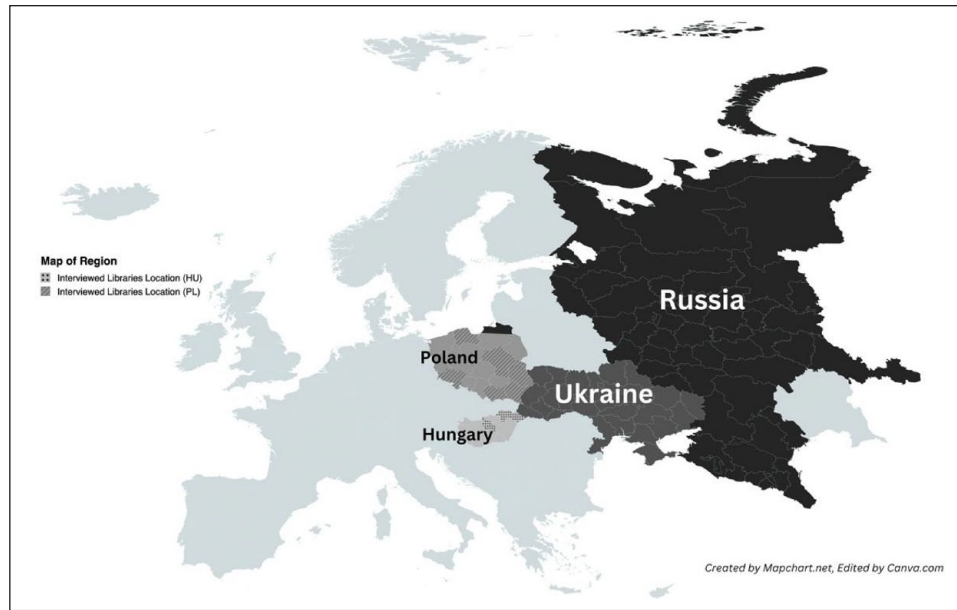 Map of Region
Interviewed Libraries Location (HU)
Interviewed Libraries Location (PL)
Russia
Poland
Ukraine
Hungary
Created by Mapchart.net, Edited by Canva.com